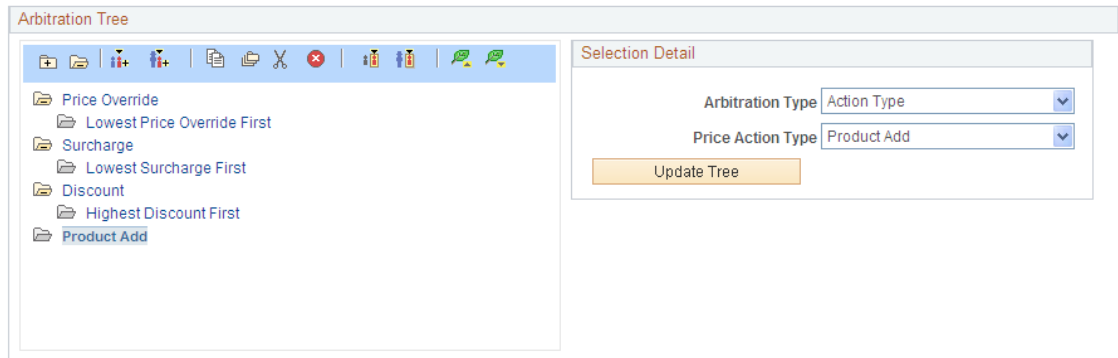 Arbitration Tree
Price Override
Lowest Price Override First
Surcharge
Lowest Surcharge First
Discount
Highest Discount First
Product Add
Selection Detail
Arbitration Type Action Type
Price Action Type Product Add
Update Tree